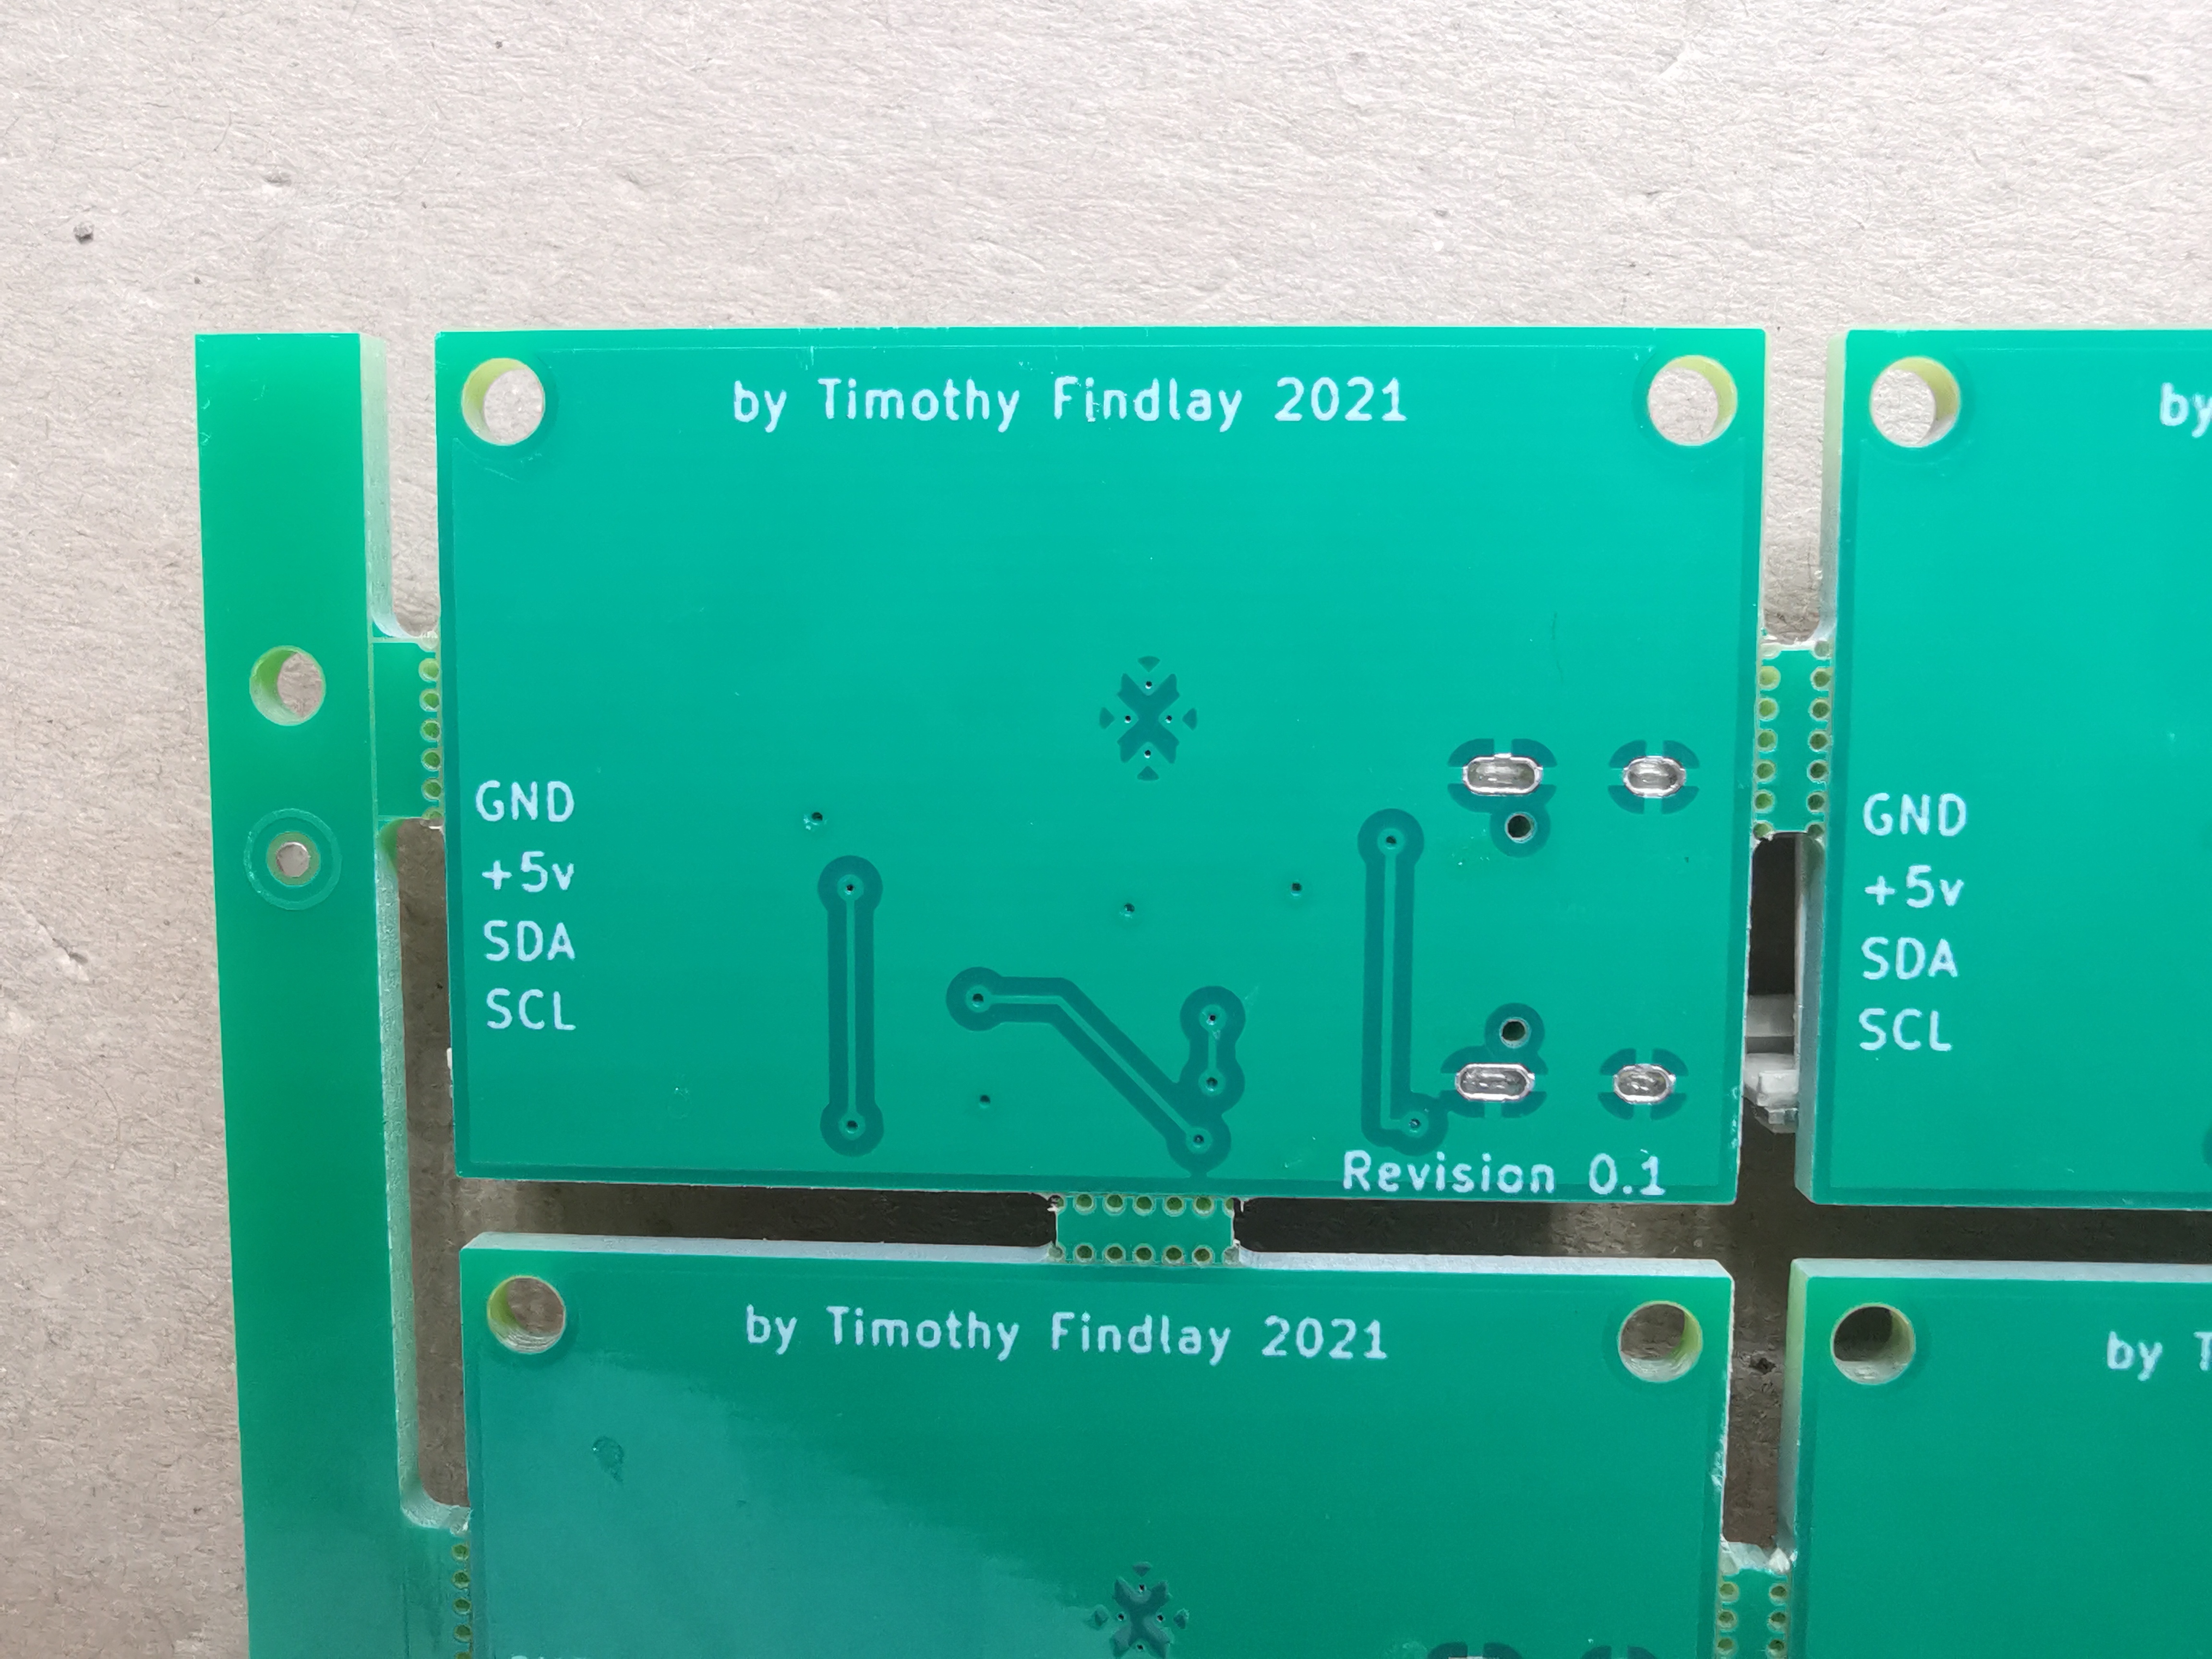 by Timothy Findlay 2021
by
GND
+5v
SDA
SCL
GND
+5v
SDA
SCL
Revision 0.1
by Timothy Findlay 2021
by